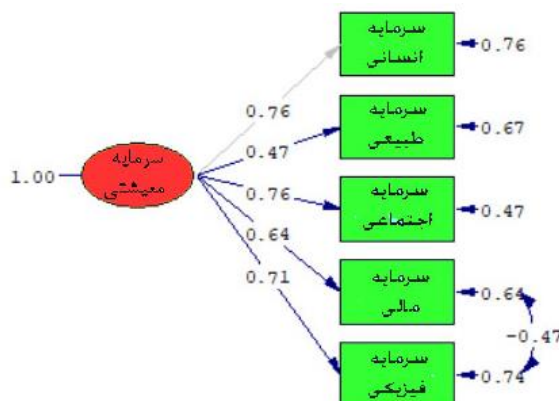 سرمایه
انسانی
0.76
0.76
سرمایه
طبیعی
0.67
0.47
سرمایه
معیشتی
1.00
سرمایه
اجتماعی
0.47
0.76
0.64
سرمایه
مالی
0.64
0.71
-0.47
سرمایه
فیزیکی
0.74